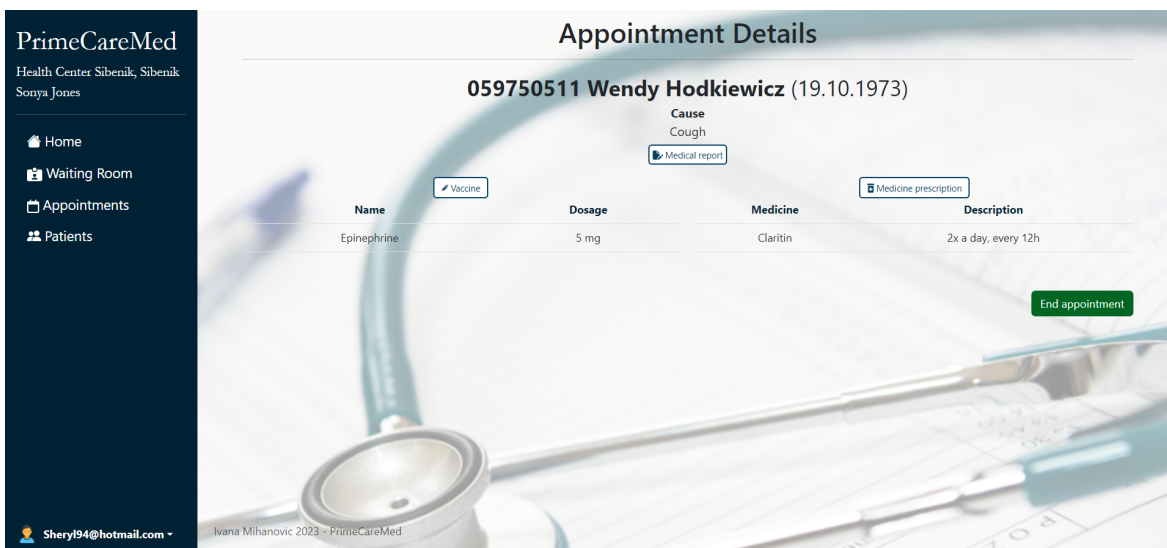 PrimeCareMed
Health Center Sibenik, Sibenik
Sonya Jones
Home
Waiting Room
Appointments
Patients
Sheryl94@hotmail.com
Appointment Details
059750511 Wendy Hodkiewicz (19.10.1973)
Cause
Cough
Medical report
Vaccine
Name Dosage
Epinephrine 5 mg
Medicine prescription
Medicine Description
Claritin 2x a day, every 12h
End appointment
Ivana Mihanovic 2023 - PrimeCareMed